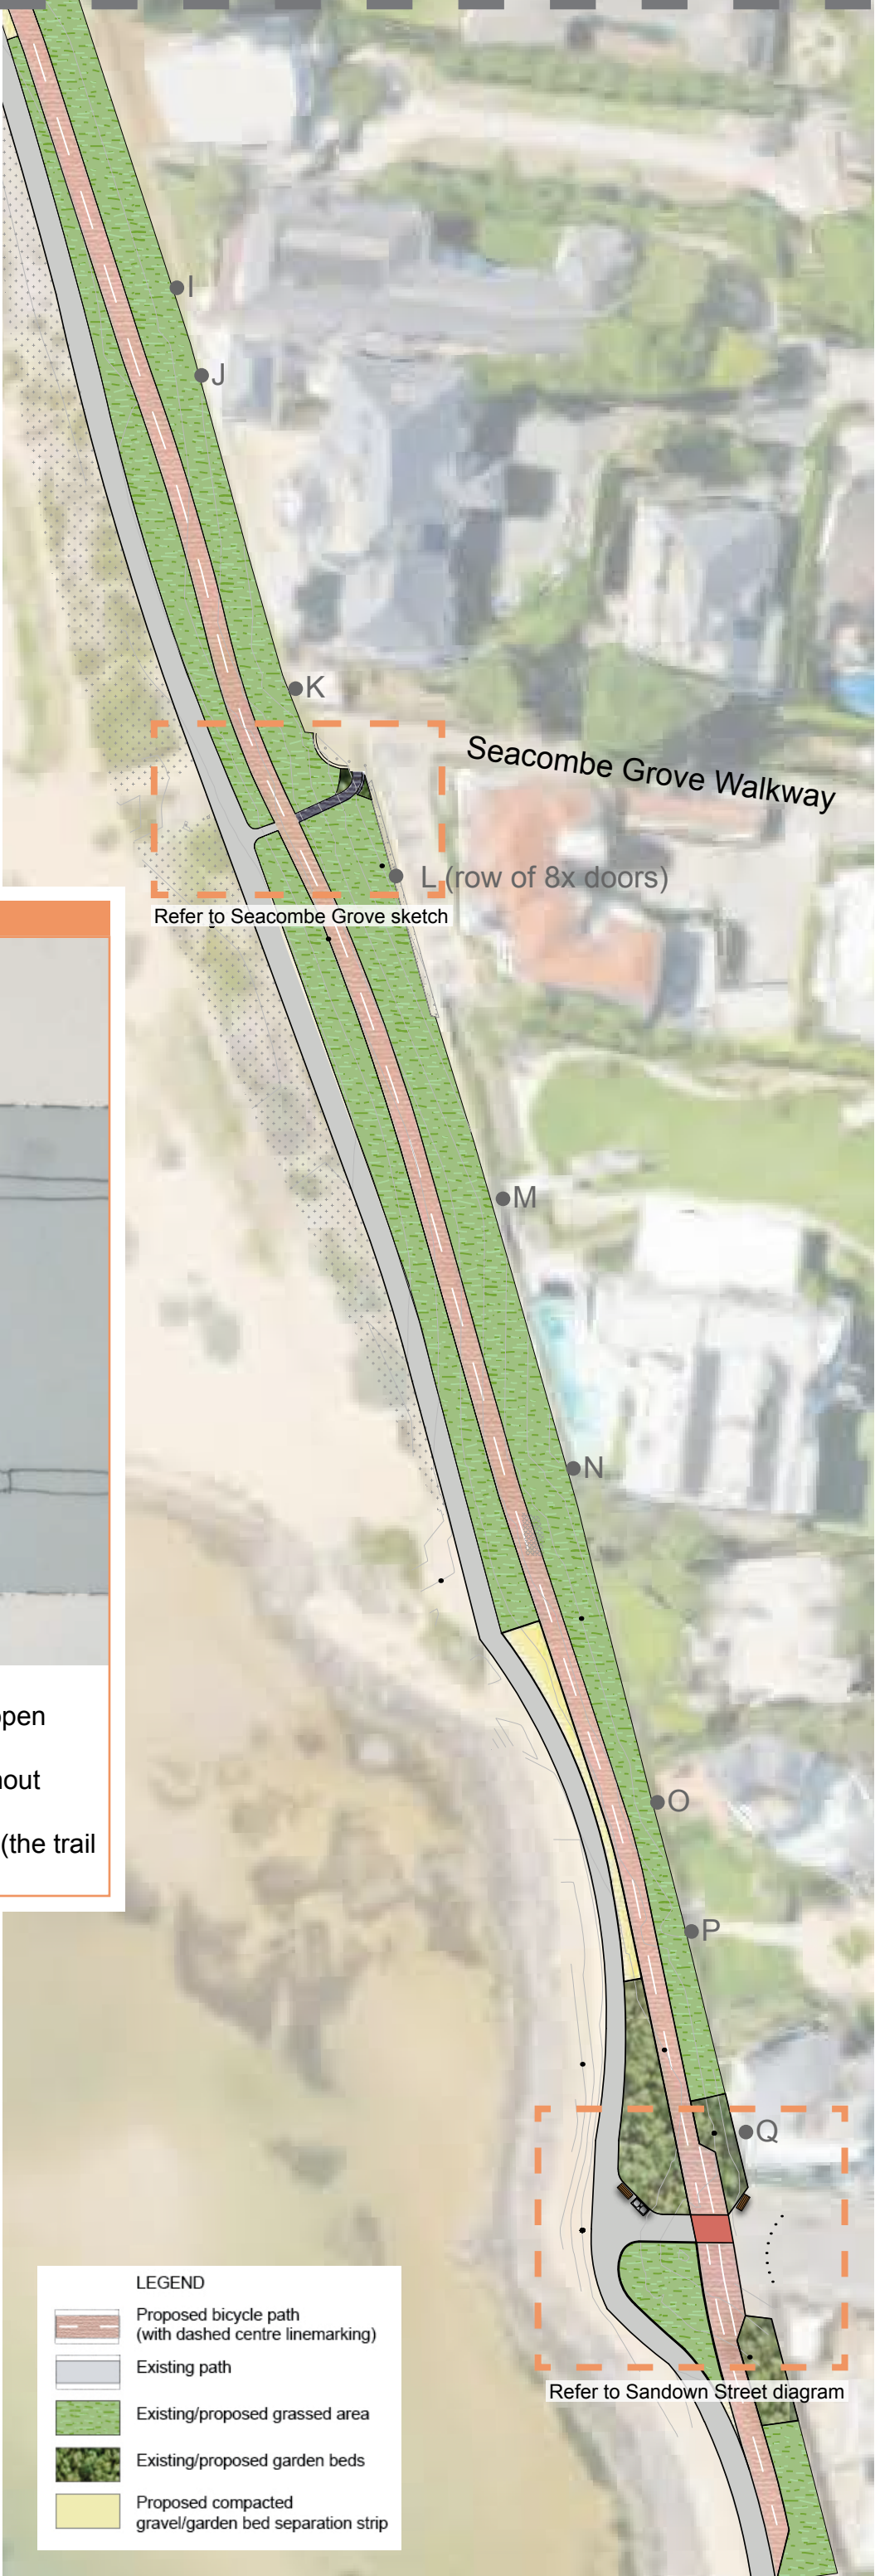 I
J
K
Seacombe Grove Walkway
L (row of 8x doors)
Refer to Seacombe Grove sketch
M
N
open
out
(the trail
O
P
Q
LEGEND
Proposed bicycle path
(with dashed centre linemarking)
Existing path
Existing/proposed grassed area
Existing/proposed garden beds
Proposed compacted
gravel/garden bed separation strip
Refer to Sandown Street diagram